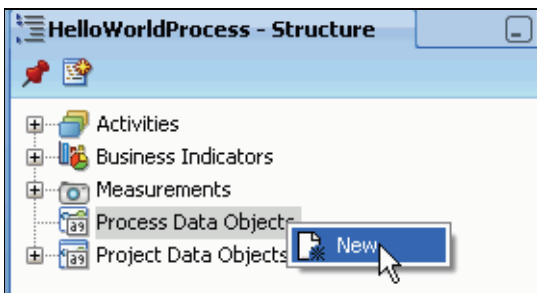 HelloWorldProcess - Structure
Activities
Business Indicators
Measurements
Process Data Objects
New
Project Data Objects